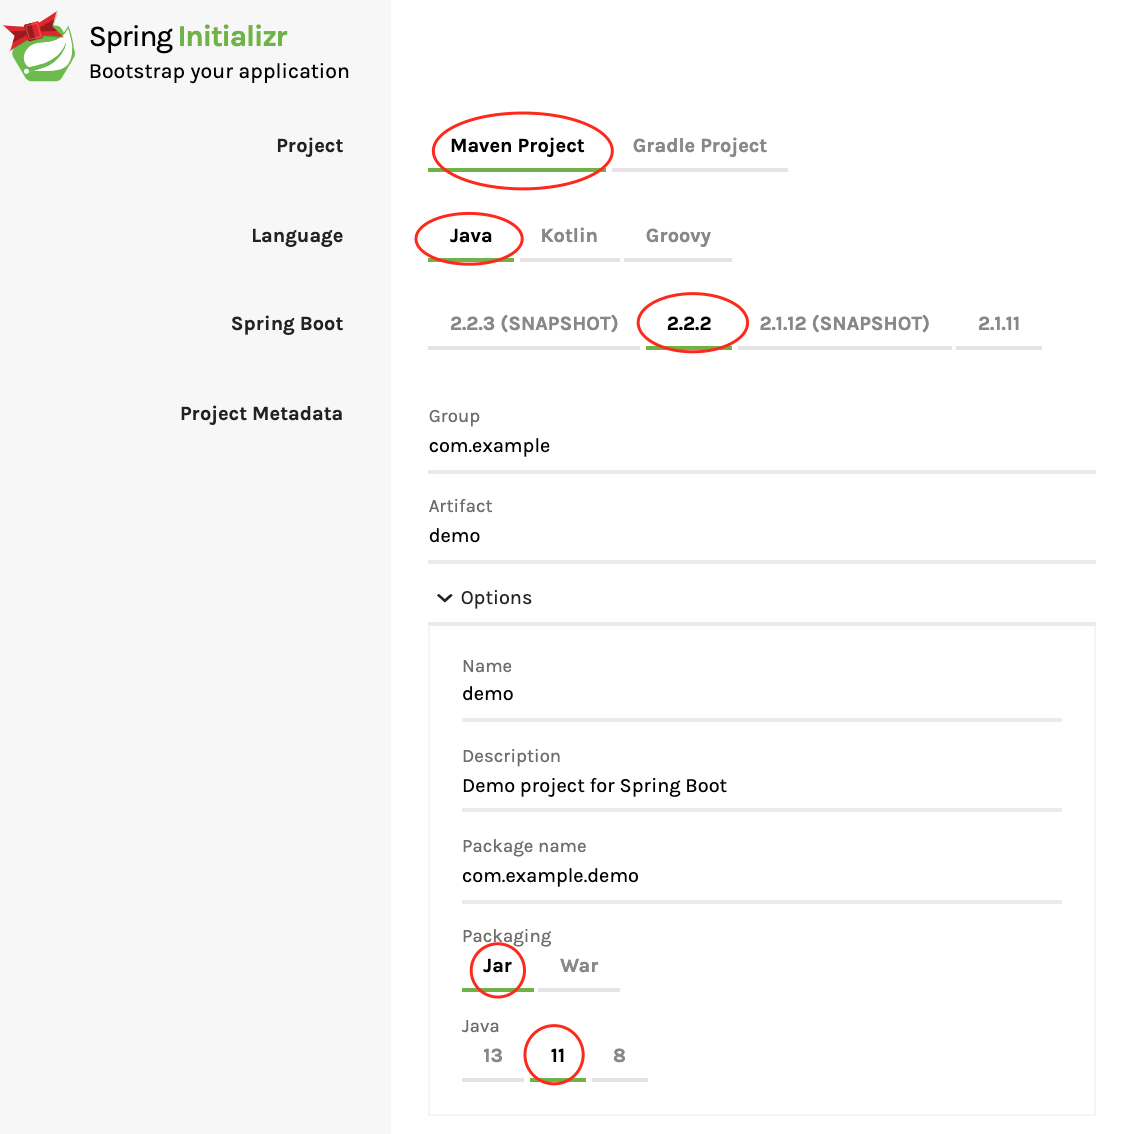 Spring Initializr
Bootstrap your application
Project
Maven Project Gradle Project
Language
Java Kotlin Groovy
Spring Boot
2.2.3 (SNAPSHOT) 2.2.2 2.1.12 (SNAPSHOT) 2.1.11
Project Metadata
Group
com.example
Artifact
demo
Options
Name
demo
Description
Demo project for Spring Boot
Package name
com.example.demo
Packaging
Jar War
Java
13 11 8